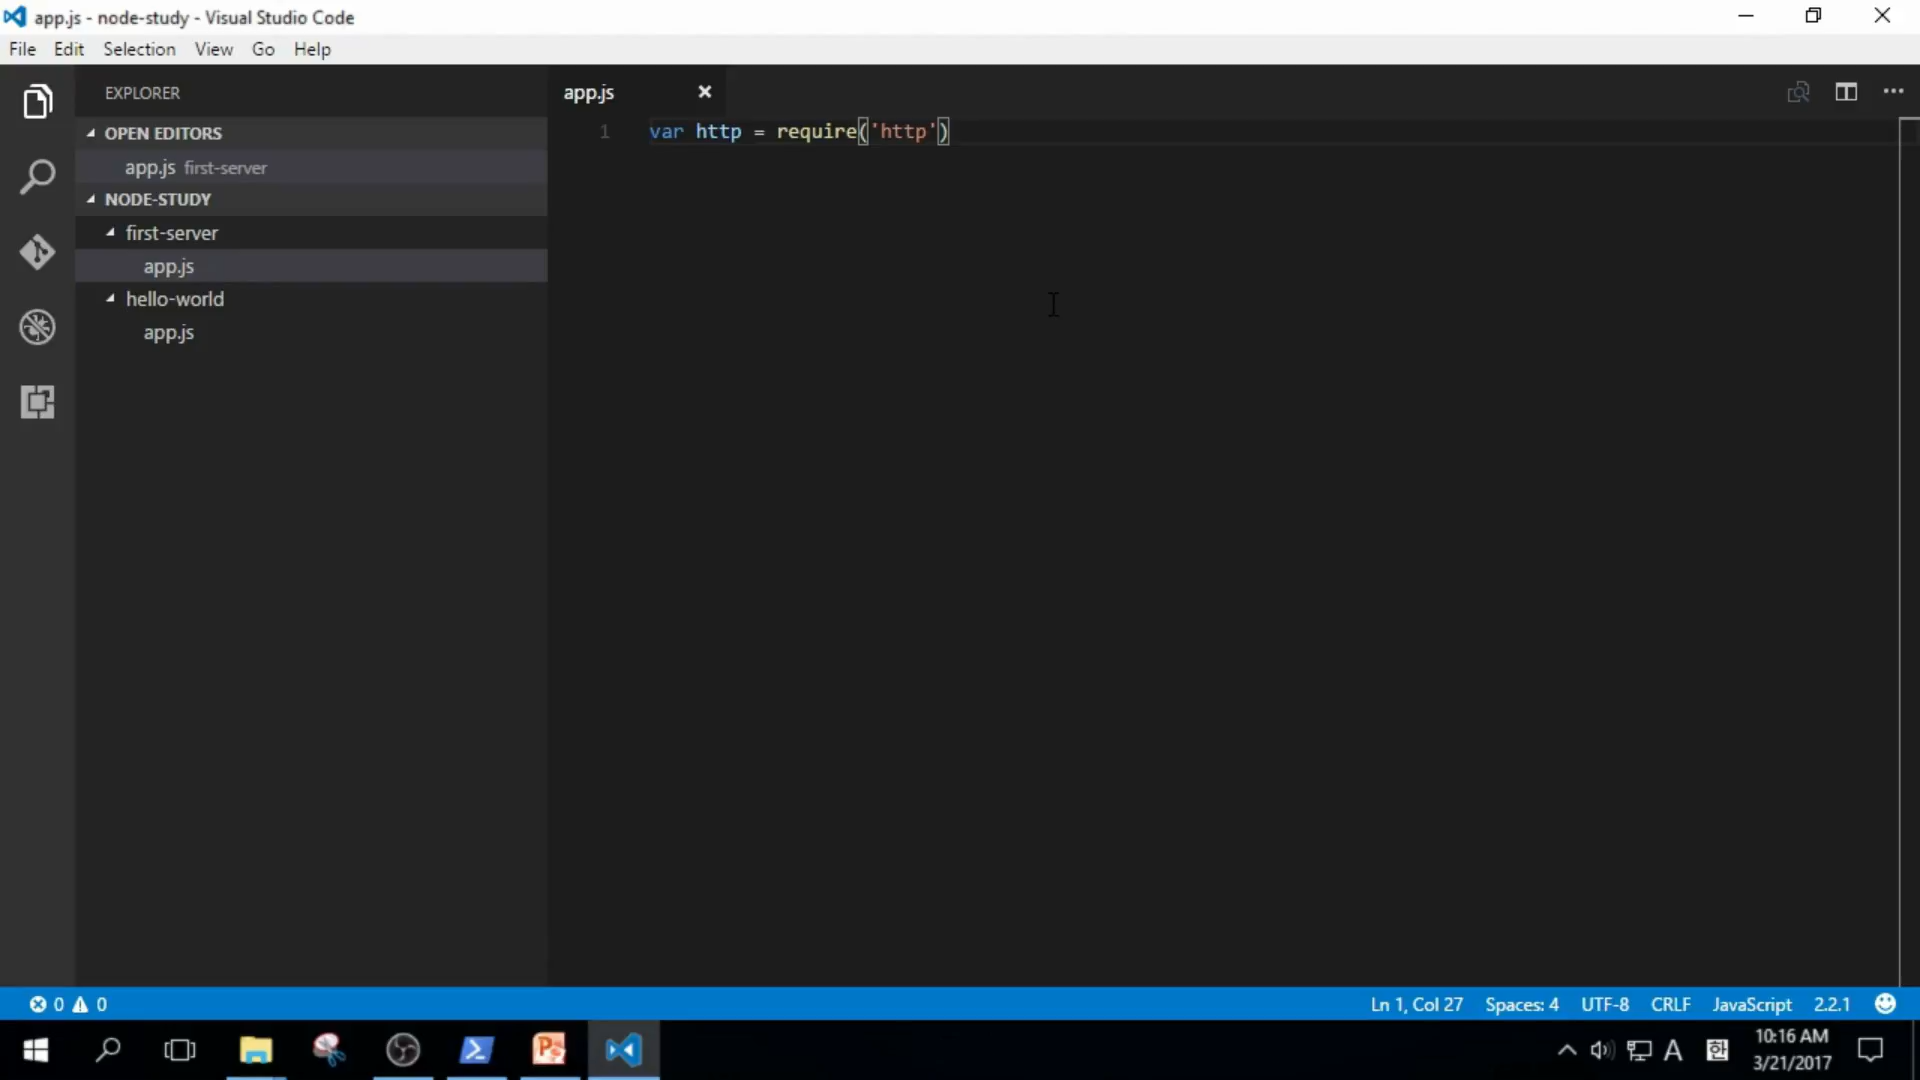 app.js - node-study - Visual Studio Code
File Edit Selection View Go Help
EXPLORER
OPEN EDITORS
app.js first-server
NODE-STUDY
first-server
app.js
hello-world
app.js
app.js
1 var http = require('http')
0 0
Ln 1, Col 27 Spaces: 4 UTF-8 CRLF JavaScript 2.2.1
A 한 10:16 AM
3/21/2017